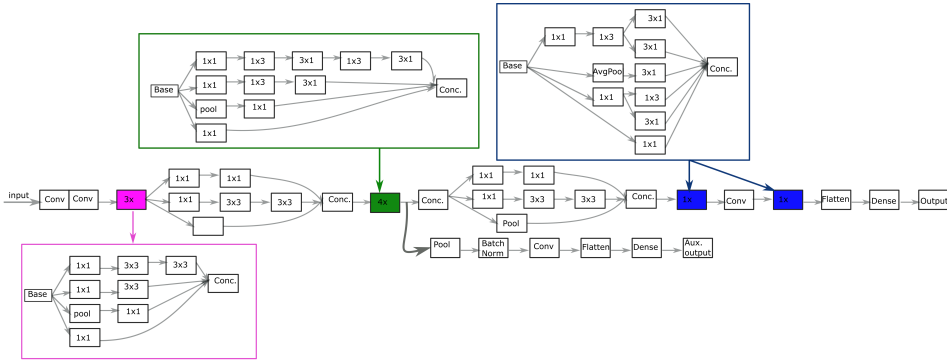 1x1 1x3 3x1 1x3 3x1
Base 1x1 1x3 3x1 Conc.
pool 1x1
1x1
3x1
1x1 1x3
3x1
Base AvgPoo 3x1 Conc.
1x1 1x3
3x1
1x1
input Conv Conv 3x
1x1 1x1
1x1 3x3 3x3 Conc.
4x Conc.
1x1 1x1
1x1 3x3 3x3 Conc.
Pool
1x Conv 1x Flatten Dense Output
Pool Batch Norm Conv Flatten Dense Aux. output
1x1 3x3 3x3
Base 1x1 3x3 Conc.
pool 1x1
1x1